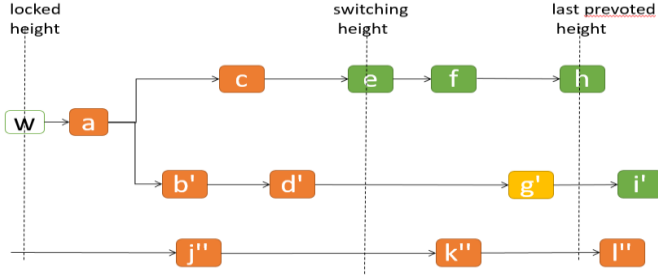 locked
height
switching
height
last prevoted
height
c
e
f
h
w
a
b'
d'
g'
i'
j''
k''
l''